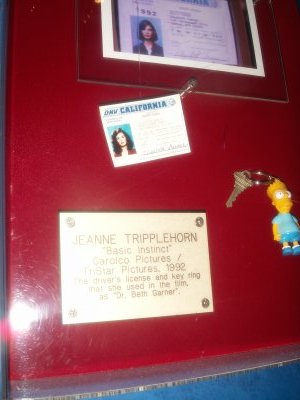 1992
DMV CALIFORNIA
JEANNE TRIPPLEHORN
"Basic Instinct"
Carolco Pictures /
TriStar Pictures, 1992
The driver's license and key ring
that she used in the film,
as "Dr. Beth Garner".